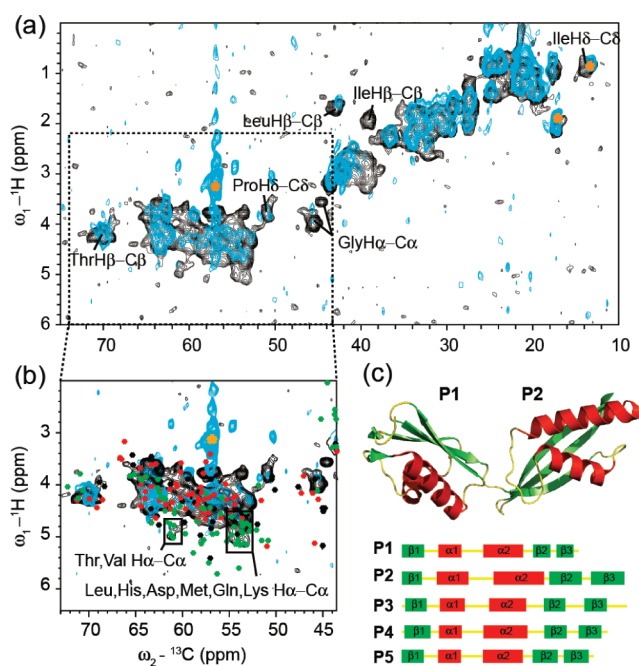 (a)
IleHδ–Cδ
IleHβ–Cβ
LeuHβ–Cβ
ProHδ–Cδ
GlyHα–Cα
ThrHβ–Cβ
ω₁–¹H (ppm)
1
2
3
4
5
6
70 60 50 40 30 20 10
(b)
ω₁–¹H (ppm)
3
4
5
6
Thr,Val Hα–Cα
Leu,His,Asp,Met,Gln,Lys Hα–Cα
70 65 60 55 50 45
ω₂- ¹³C (ppm)
(c)
P1 P2
P1 β1 α1 α2 β2 β3
P2 β1 α1 α2 β2 β3
P3 β1 α1 α2 β2 β3
P4 β1 α1 α2 β2 β3
P5 β1 α1 α2 β2 β3